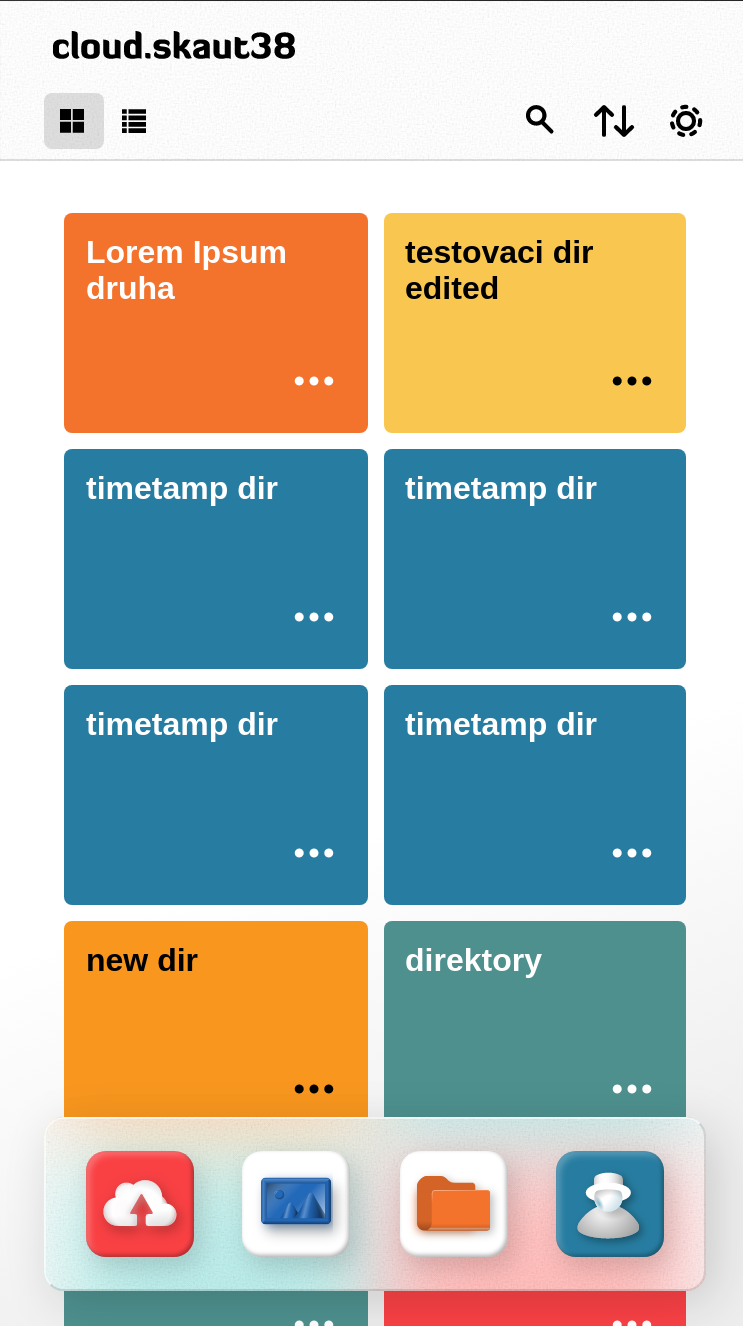 cloud.skaut38
Lorem Ipsum
druha
testovaci dir
edited
timetamp dir
timetamp dir
timetamp dir
timetamp dir
new dir
direktory